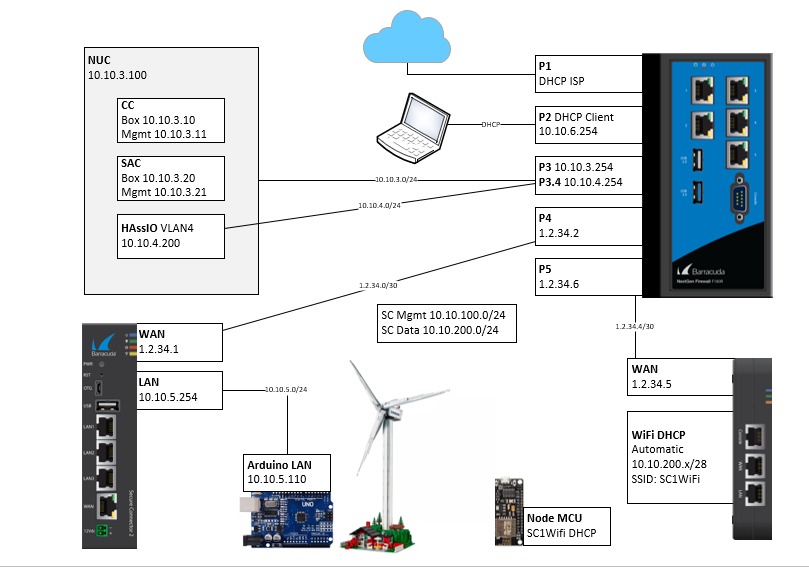 NUC
10.10.3.100
CC
Box 10.10.3.10
Mgmt 10.10.3.11
SAC
Box 10.10.3.20
Mgmt 10.10.3.21
HAssIO VLAN4
10.10.4.200
P1
DHCP ISP
P2 DHCP Client
10.10.6.254
DHCP
P3 10.10.3.254
P3.4 10.10.4.254
10.10.3.0/24
10.10.4.0/24
P4
1.2.34.2
P5
1.2.34.6
1.2.34.0/30
1.2.34.4/30
Barracuda
NextGen Firewall F180R
SC Mgmt 10.10.100.0/24
SC Data 10.10.200.0/24
WAN
1.2.34.1
LAN
10.10.5.254
10.10.5.0/24
Barracuda
PWR
RST
OTG
USB
LAN1
LAN2
LAN3
WAN
12VIN
Secure Connector 2
Arduino LAN
10.10.5.110
UNO
Node MCU
SC1Wifi DHCP
WAN
1.2.34.5
WiFi DHCP
Automatic
10.10.200.x/28
SSID: SC1WiFi
Console
WAN
LAN